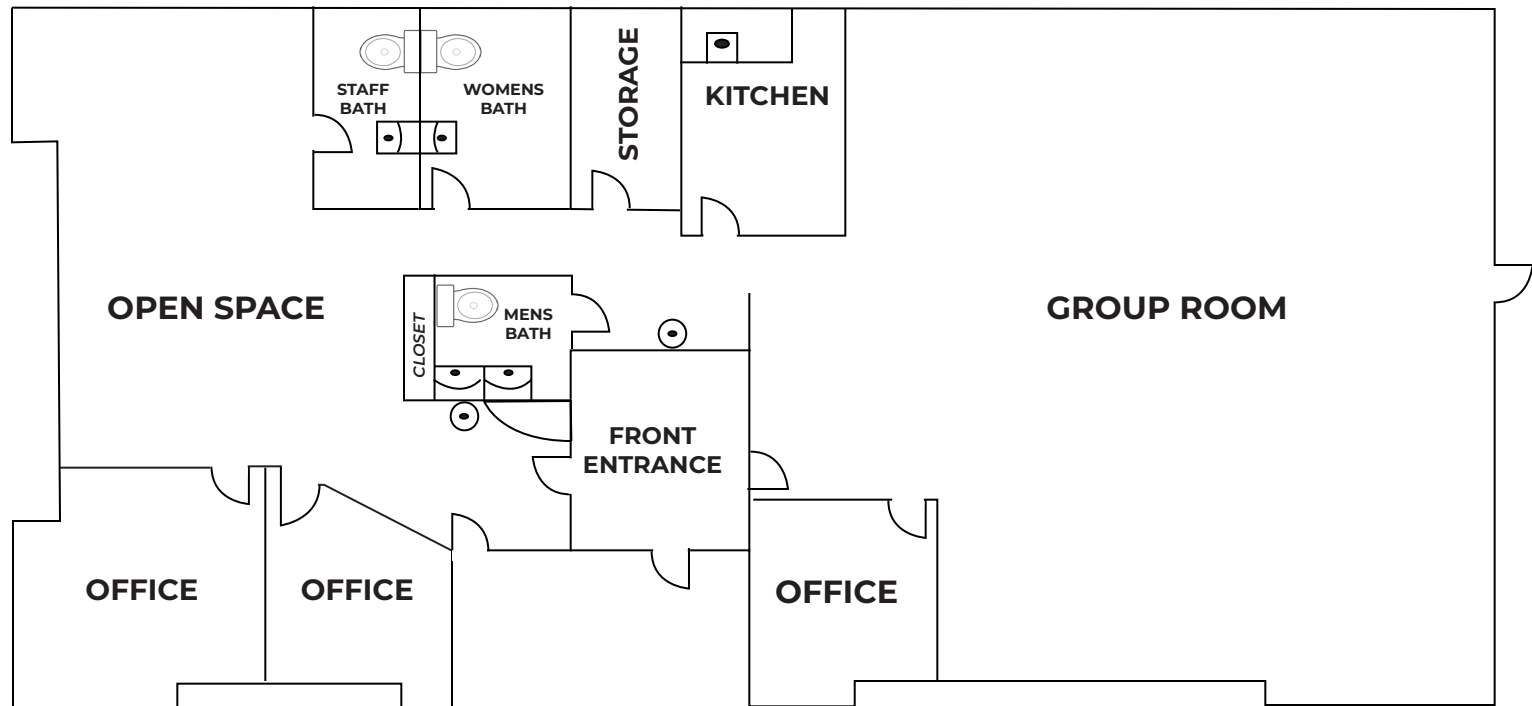 STAFF
BATH
WOMENS
BATH
STORAGE
KITCHEN
OPEN SPACE
CLOSET
MENS
BATH
GROUP ROOM
FRONT
ENTRANCE
OFFICE
OFFICE
OFFICE